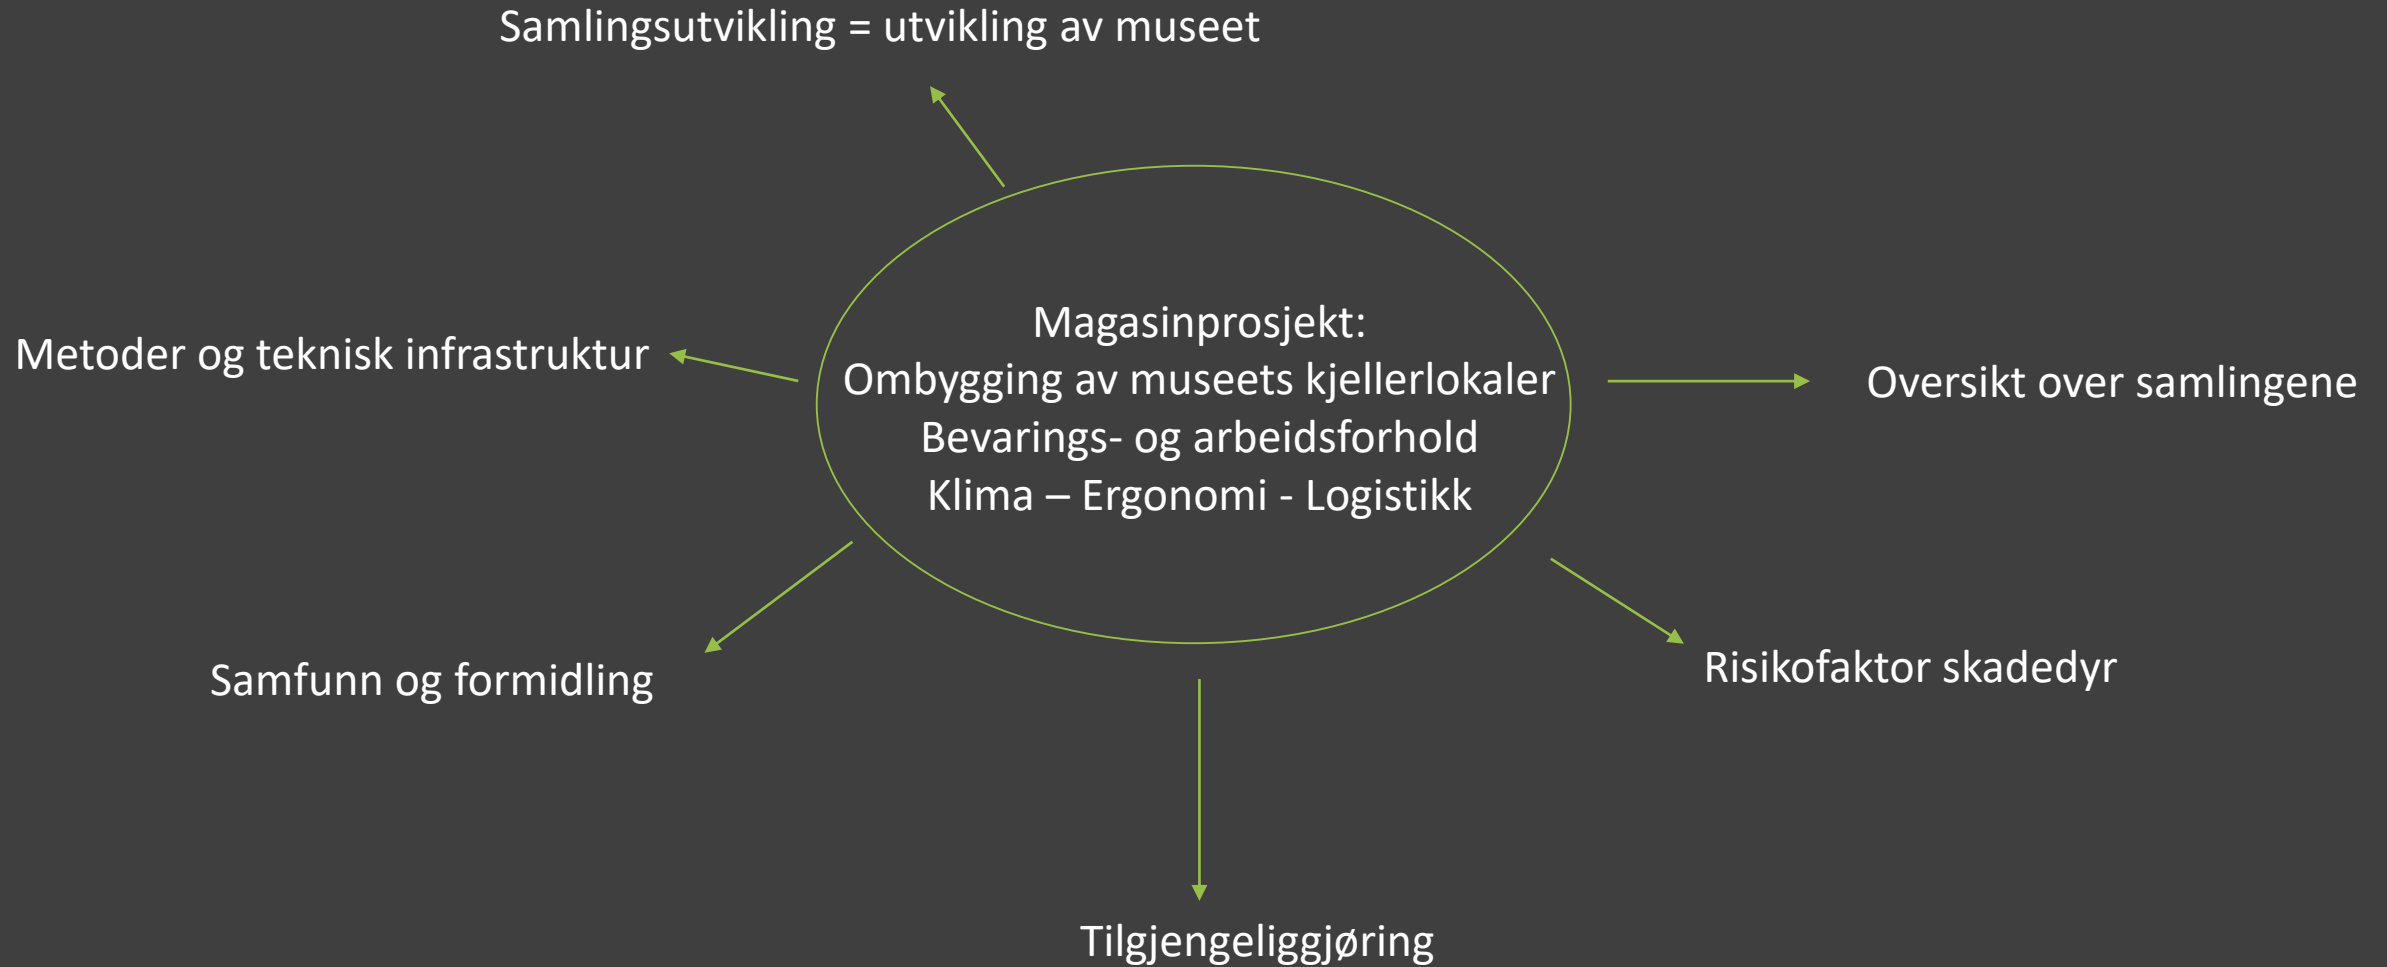 Samlingsutvikling = utvikling av museet
Magasinprosjekt:
Ombygging av museets kjellerlokaler
Bevarings- og arbeidsforhold
Klima – Ergonomi - Logistikk
Metoder og teknisk infrastruktur
Oversikt over samlingene
Samfunn og formidling
Risikofaktor skadedyr
Tilgjengeliggjøring